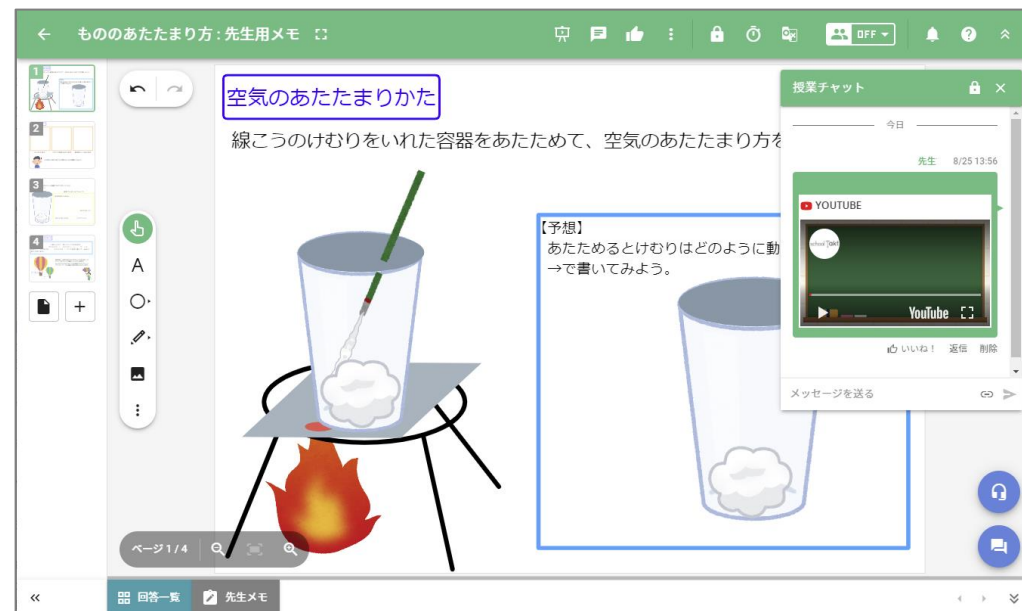 もののあたたまり方 : 先生用メモ
OFF
1
2
3
4
空気のあたたまりかた
線こうのけむりをいれた容器をあたためて、空気のあたたまり方を
【予想】
あたためるとけむりはどのように動
→で書いてみよう。
A
ページ 1 / 4
授業チャット
今日
先生 8/25 13:56
YOUTUBE
YouTube
いいね！ 返信 削除
メッセージを送る
回答一覧
先生メモ